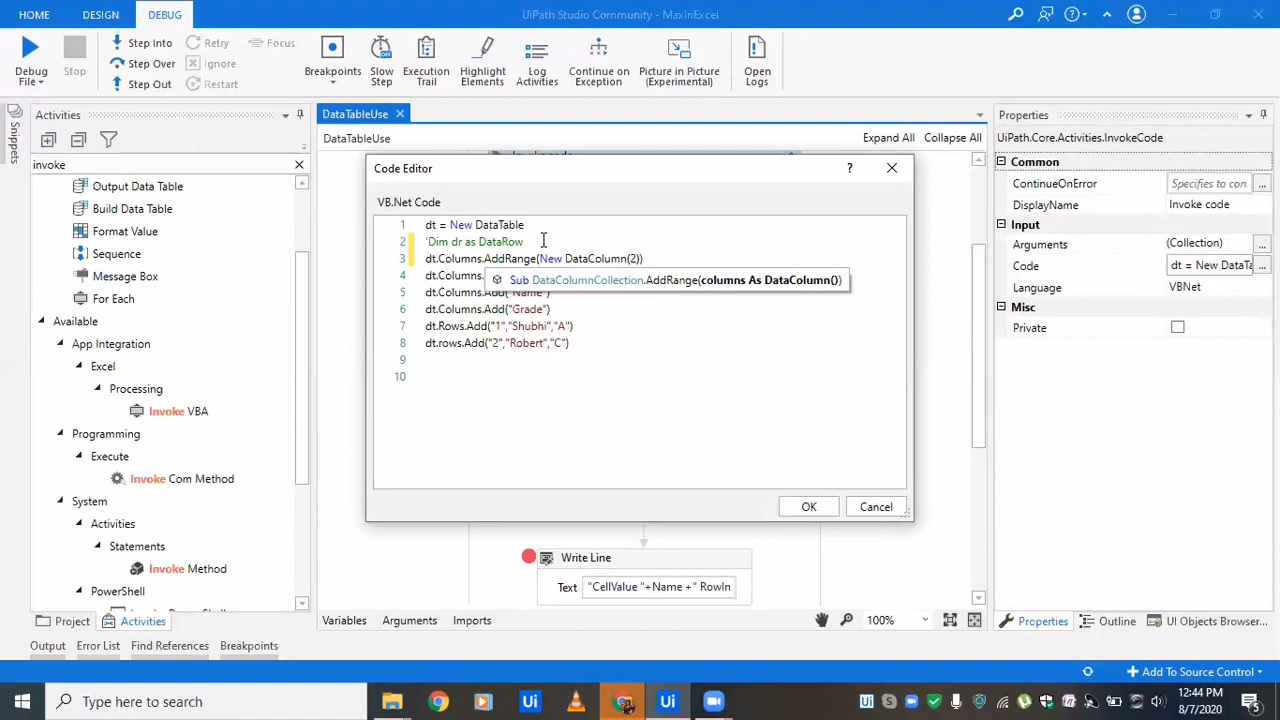 HOME DESIGN DEBUG UiPath Studio Community - MaxInExcel
Debug File Stop Step Into Step Over Step Out Retry Ignore Restart Focus Breakpoints Slow Step Execution Trail Highlight Elements Log Activities Continue on Exception Picture in Picture (Experimental) Open Logs
Snippets
Activities
invoke
Output Data Table
Build Data Table
Format Value
Sequence
Message Box
For Each
Available
App Integration
Excel
Processing
Invoke VBA
Programming
Execute
Invoke Com Method
System
Activities
Statements
Invoke Method
PowerShell
Project Activities
DataTableUse
DataTableUse Expand All Collapse All
Invoke code
Code Editor ?
VB.Net Code
1 dt = New DataTable
2 'Dim dr as DataRow
3 dt.Columns.AddRange(New DataColumn(2))
4 dt.Columns.
Sub DataColumnCollection.AddRange(columns As DataColumn())
5 dt.Columns.Add("Name")
6 dt.Columns.Add("Grade")
7 dt.Rows.Add("1","Shubhi","A")
8 dt.rows.Add("2","Robert","C")
9
10
OK Cancel
Write Line
Text "CellValue "+Name +" RowIn
Variables Arguments Imports 100%
Properties
UiPath.Core.Activities.InvokeCode
Common
ContinueOnError Specifies to con ...
DisplayName Invoke code
Input
Arguments (Collection) ...
Code dt = New DataTa ...
Language VBNet
Misc
Private
Properties Outline UI Objects Browser...
Output Error List Find References Breakpoints
Add To Source Control
Type here to search
12:44 PM
8/7/2020
5